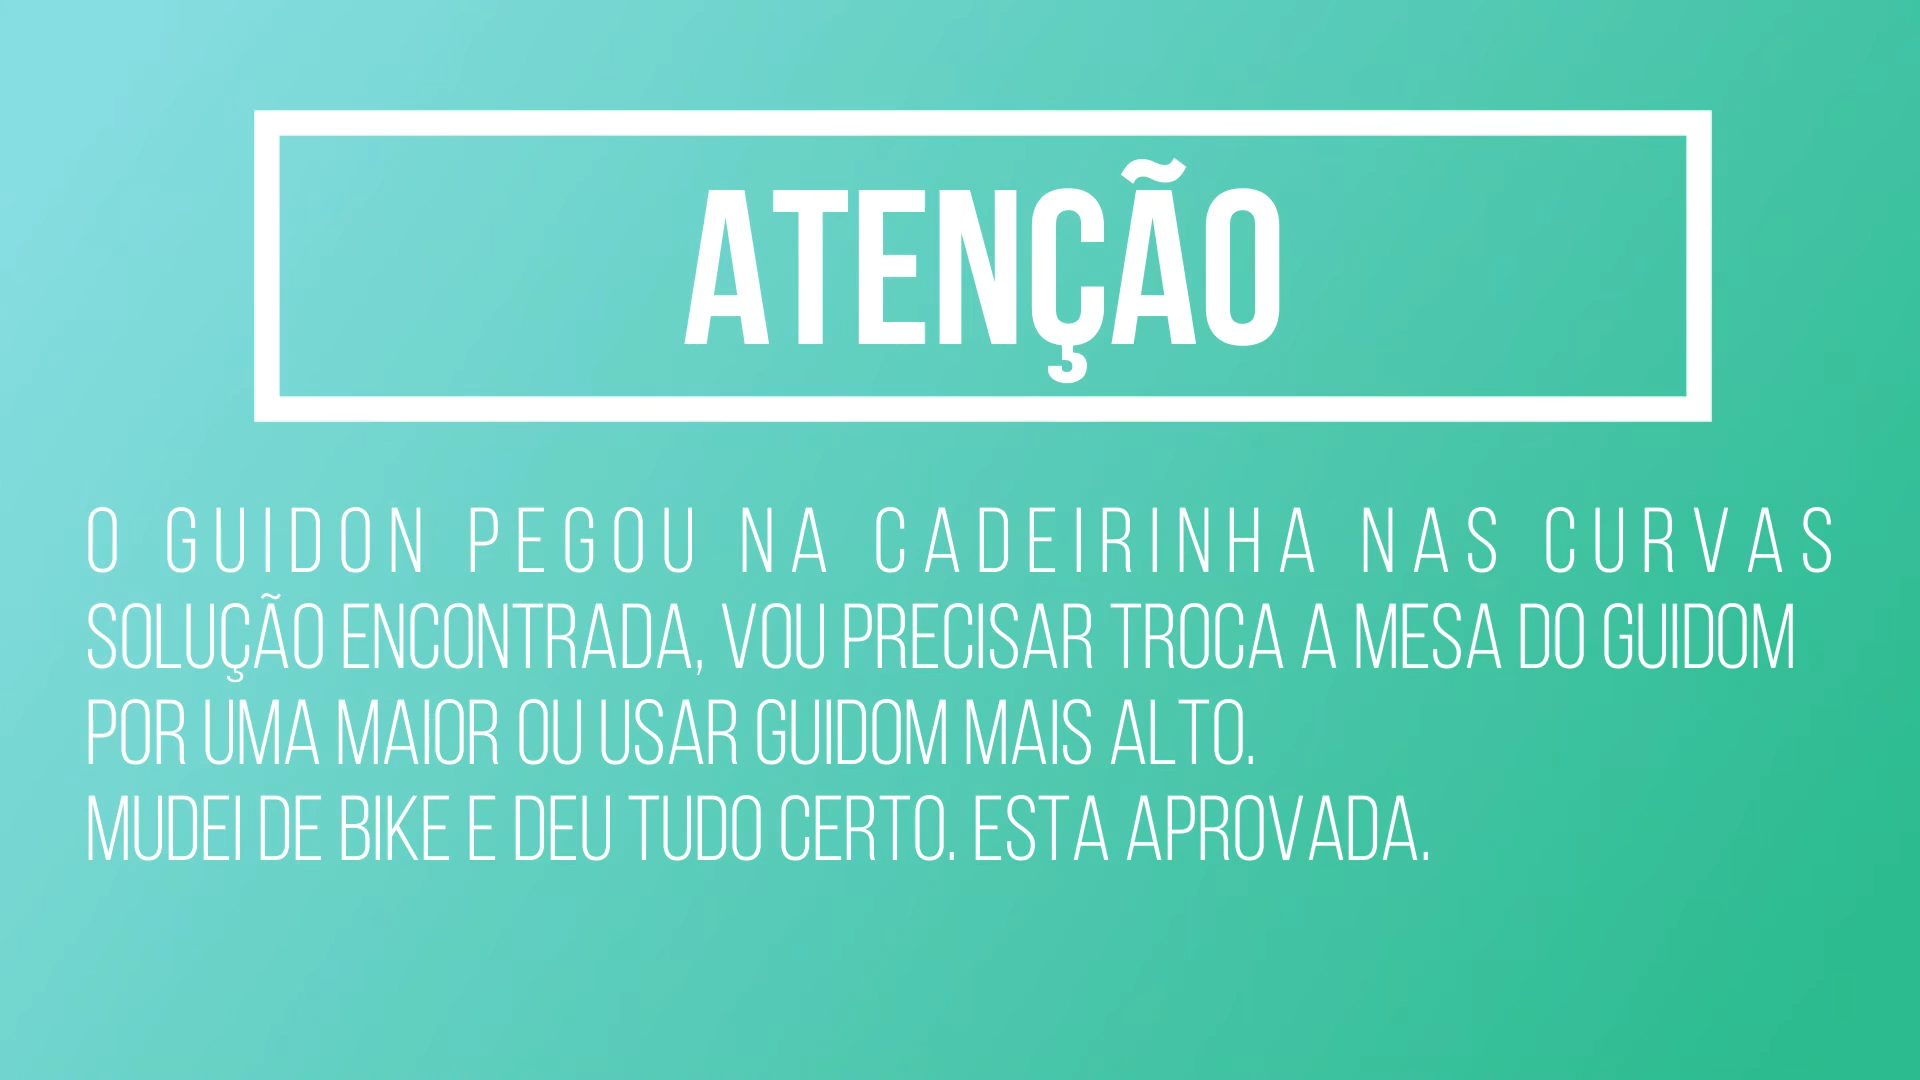 ATENÇÃO
O GUIDON PEGOU NA CADEIRINHA NAS CURVAS
SOLUÇÃO ENCONTRADA, VOU PRECISAR TROCA A MESA DO GUIDOM
POR UMA MAIOR OU USAR GUIDOM MAIS ALTO.
MUDEI DE BIKE E DEU TUDO CERTO. ESTA APROVADA.